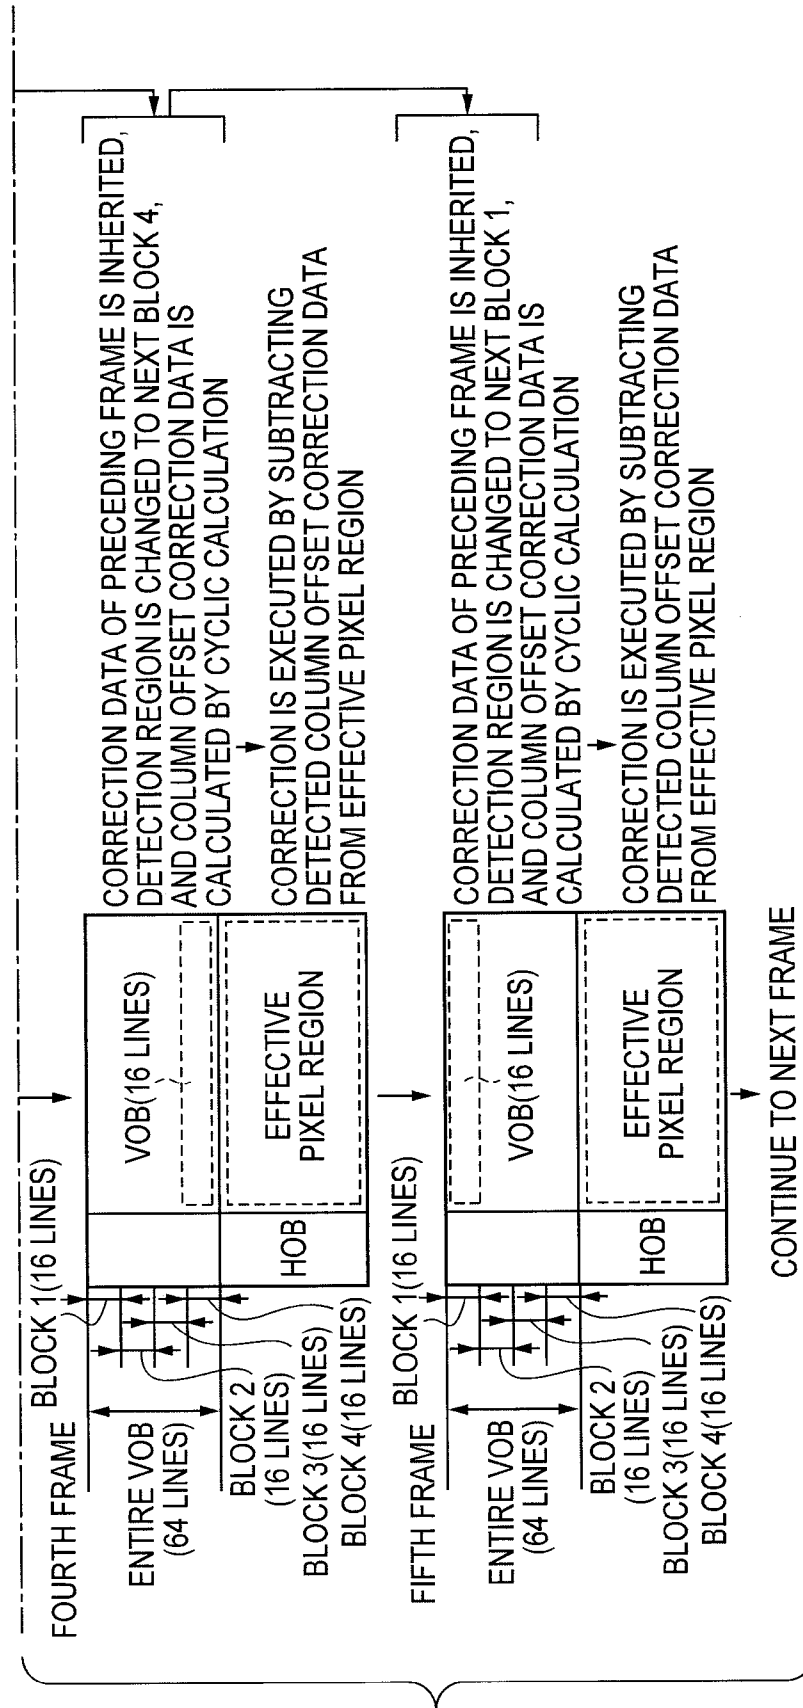 FOURTH FRAME
BLOCK 1(16 LINES)
ENTIRE VOB
(64 LINES)
BLOCK 2
(16 LINES)
BLOCK 3(16 LINES)
BLOCK 4(16 LINES)
VOB(16 LINES)
HOB
EFFECTIVE
PIXEL REGION
CORRECTION DATA OF PRECEDING FRAME IS INHERITED,
DETECTION REGION IS CHANGED TO NEXT BLOCK 4,
AND COLUMN OFFSET CORRECTION DATA IS
CALCULATED BY CYCLIC CALCULATION
CORRECTION IS EXECUTED BY SUBTRACTING
DETECTED COLUMN OFFSET CORRECTION DATA
FROM EFFECTIVE PIXEL REGION
FIFTH FRAME
BLOCK 1(16 LINES)
ENTIRE VOB
(64 LINES)
BLOCK 2
(16 LINES)
BLOCK 3(16 LINES)
BLOCK 4(16 LINES)
VOB(16 LINES)
HOB
EFFECTIVE
PIXEL REGION
CORRECTION DATA OF PRECEDING FRAME IS INHERITED,
DETECTION REGION IS CHANGED TO NEXT BLOCK 1,
AND COLUMN OFFSET CORRECTION DATA IS
CALCULATED BY CYCLIC CALCULATION
CORRECTION IS EXECUTED BY SUBTRACTING
DETECTED COLUMN OFFSET CORRECTION DATA
FROM EFFECTIVE PIXEL REGION
CONTINUE TO NEXT FRAME